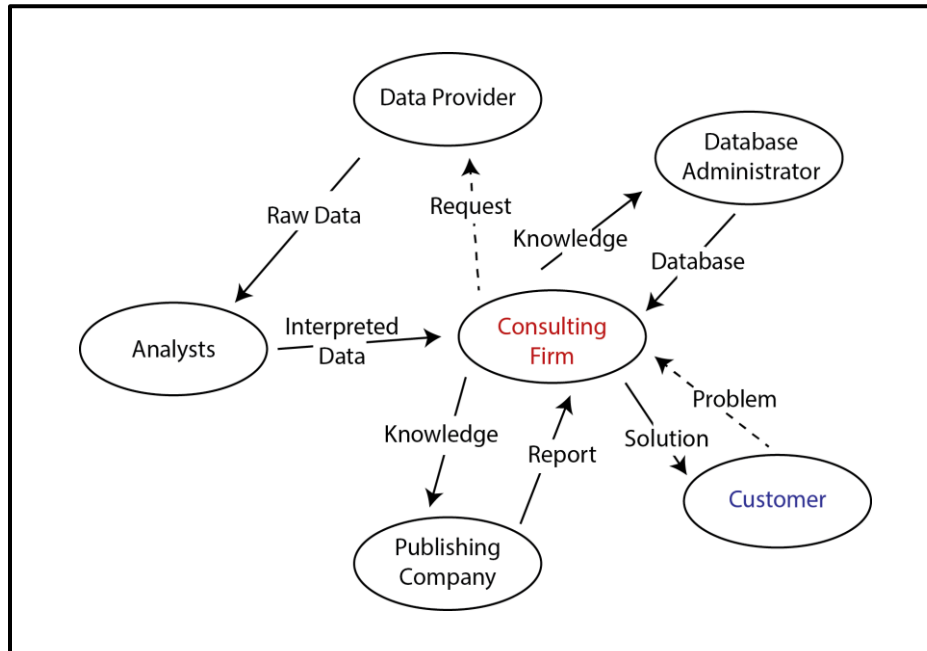 Data Provider
Database
Administrator
Raw Data
Request
Knowledge
Database
Analysts
Interpreted
Data
Consulting
Firm
Problem
Knowledge
Report
Solution
Customer
Publishing
Company